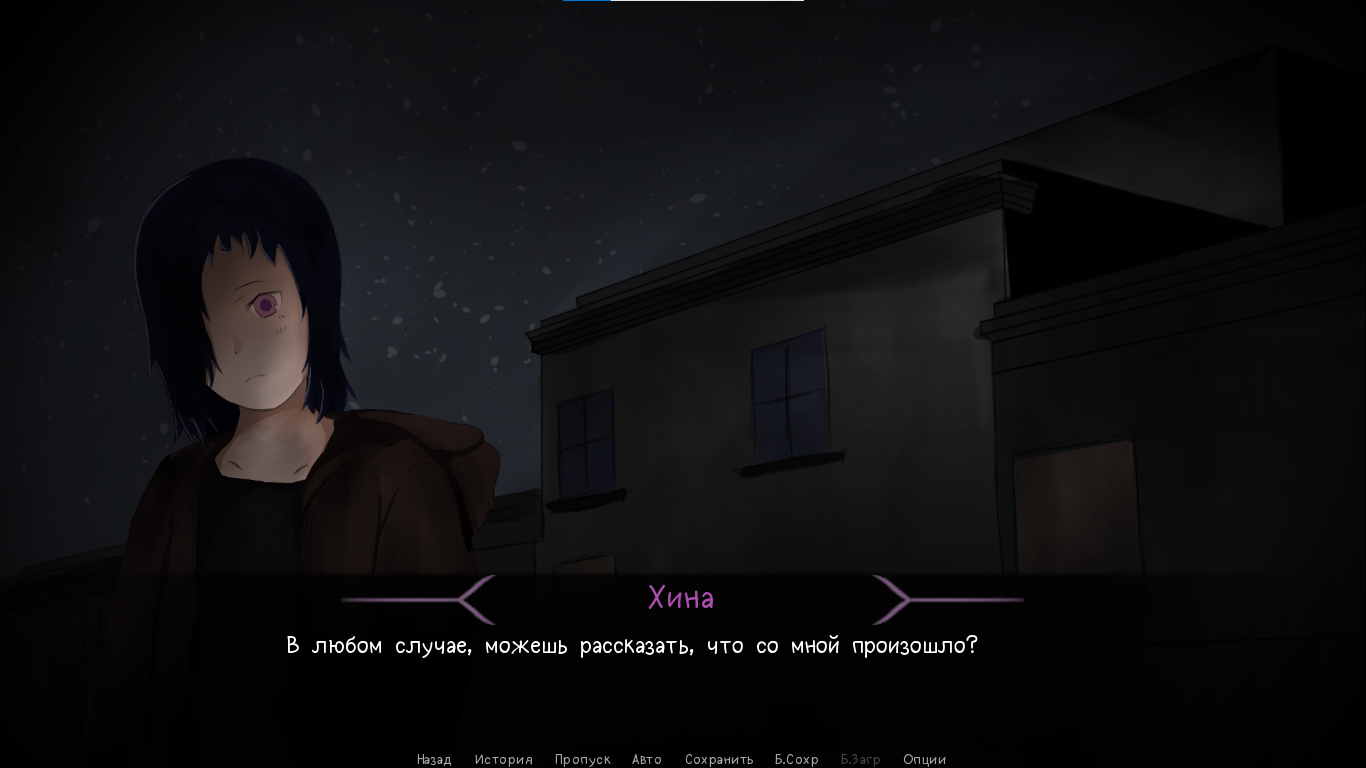 Хина
В любом случае, можешь рассказать, что со мной произошло?
Назад История Пропуск Авто Сохранить Б.Сохр Б.Загр Опции